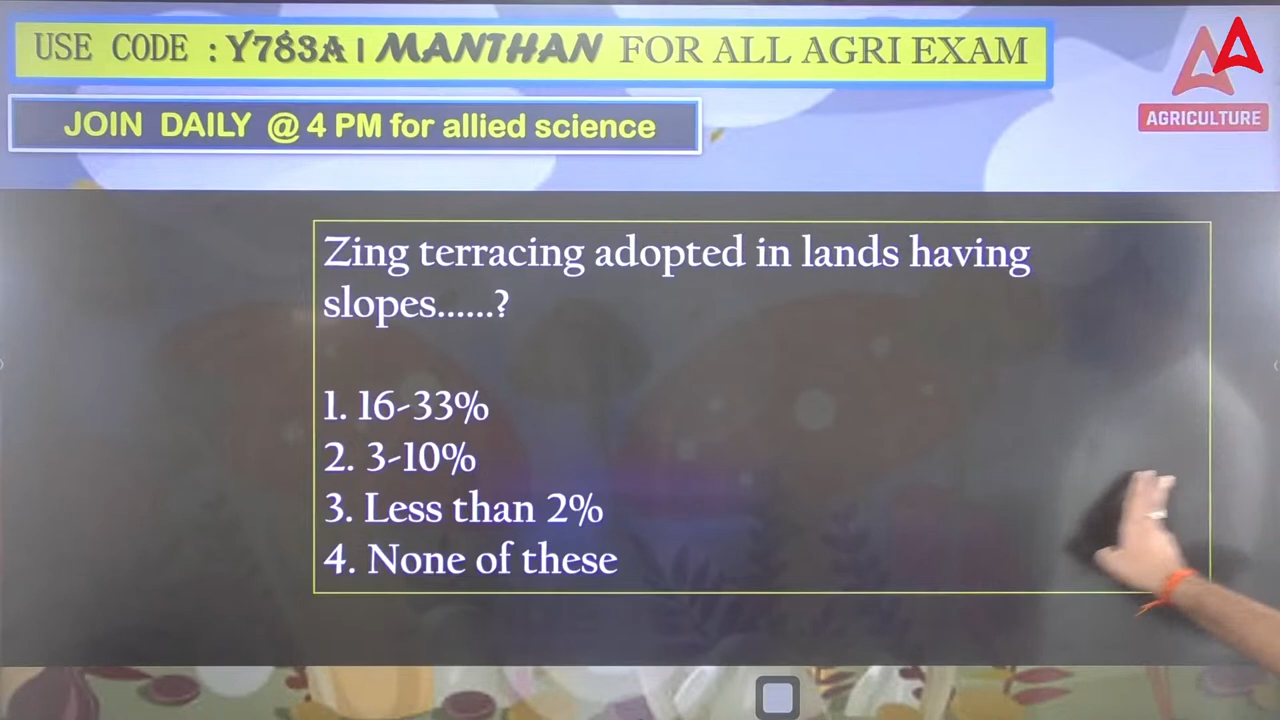 USE CODE : Y783A | MANTHAN FOR ALL AGRI EXAM
JOIN DAILY @ 4 PM for allied science
AGRICULTURE
Zing terracing adopted in lands having
slopes......?
1. 16-33%
2. 3-10%
3. Less than 2%
4. None of these